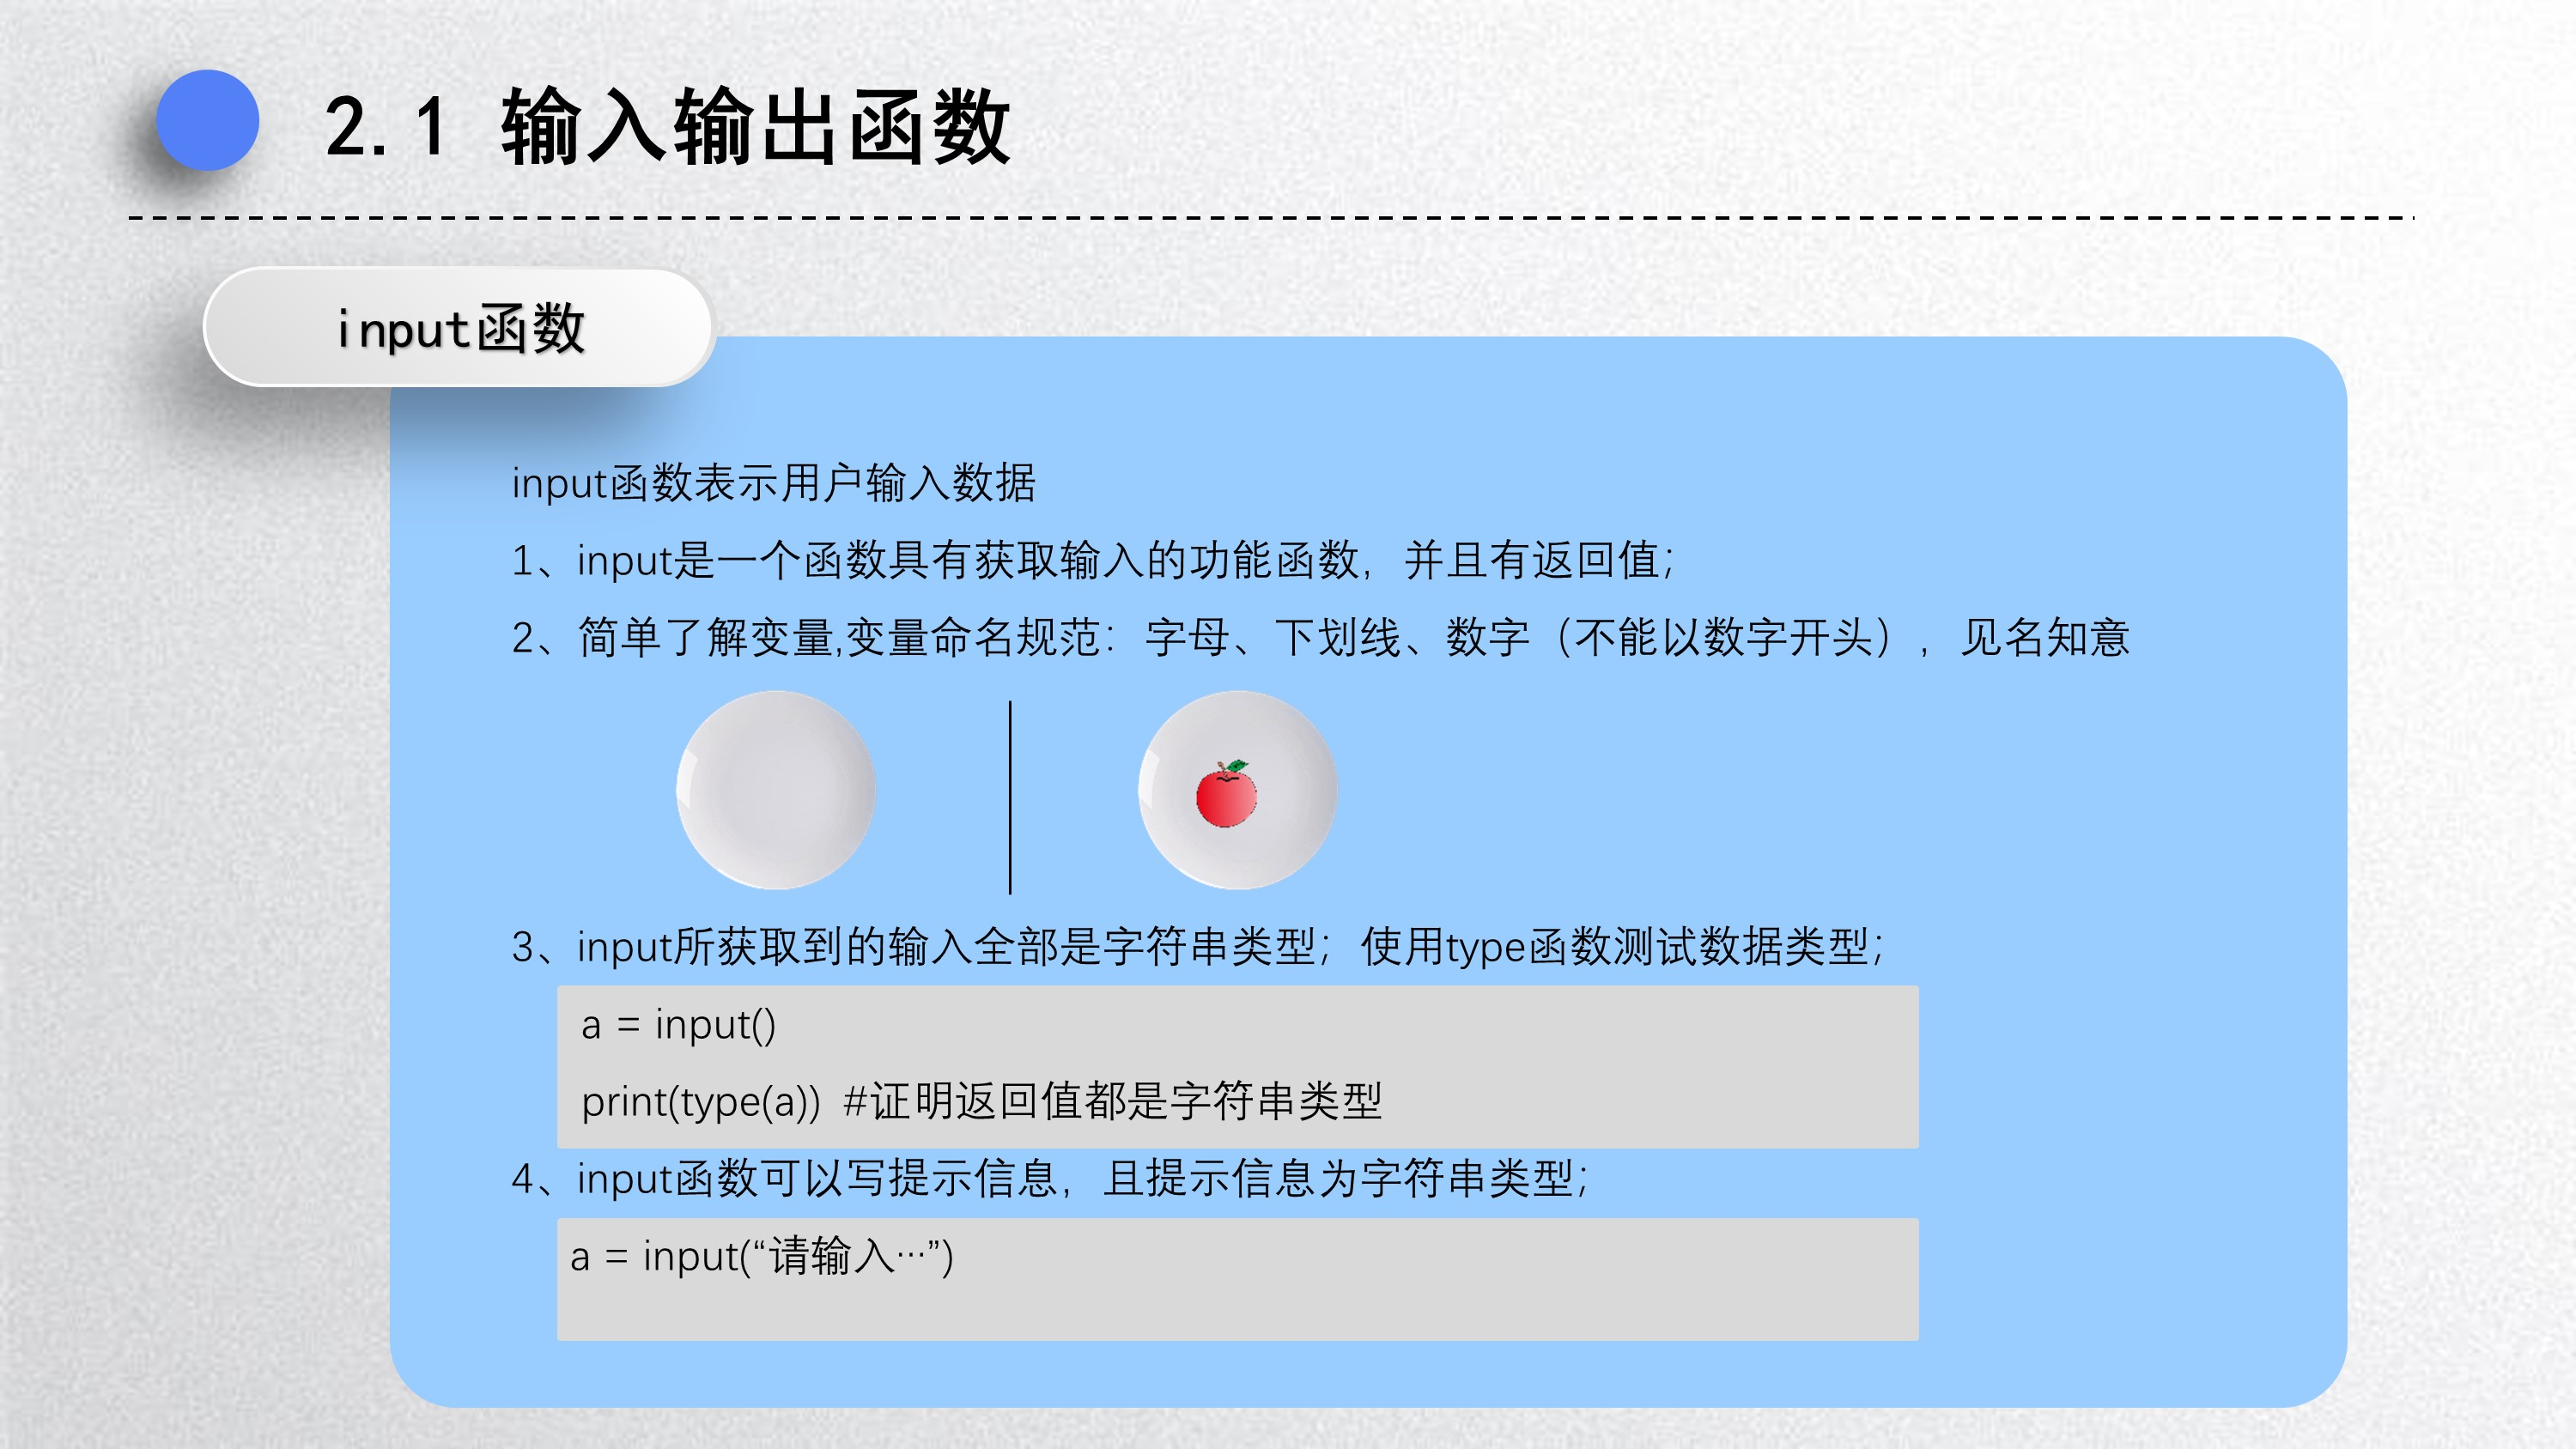 2.1 输入输出函数
input函数
input函数表示用户输入数据
1、input是一个函数具有获取输入的功能函数，并且有返回值；
2、简单了解变量,变量命名规范：字母、下划线、数字（不能以数字开头），见名知意
3、input所获取到的输入全部是字符串类型；使用type函数测试数据类型；
a = input()
print(type(a)) #证明返回值都是字符串类型
4、input函数可以写提示信息，且提示信息为字符串类型；
a = input(“请输入…”)